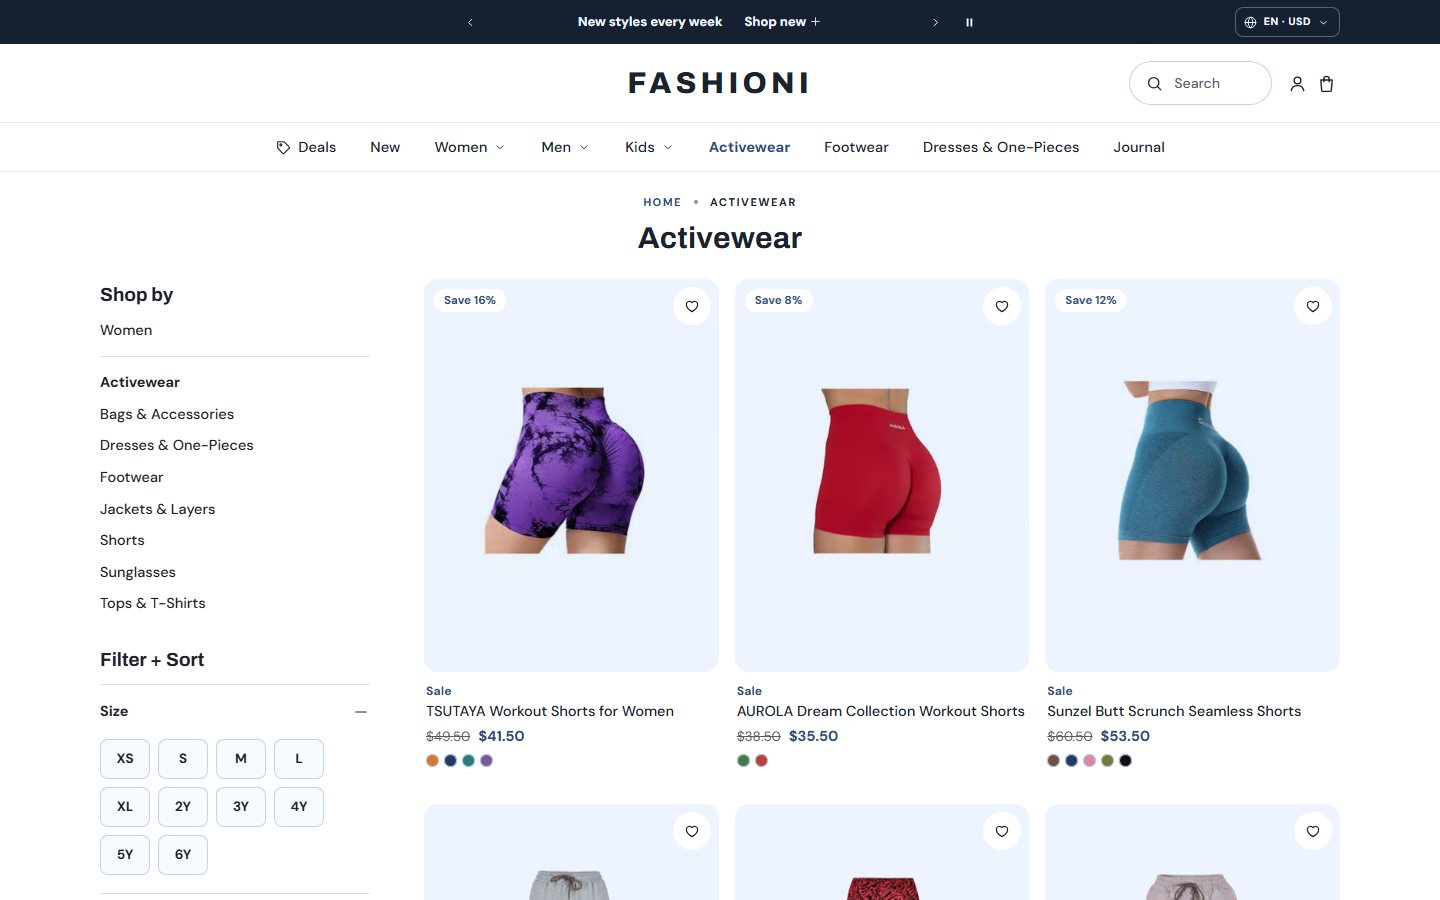 New styles every week Shop new
EN · USD
FASHIONI
Search
Deals New Women Men Kids Activewear Footwear Dresses & One-Pieces Journal
HOME ACTIVEWEAR
Activewear
Shop by
Women
Activewear
Bags & Accessories
Dresses & One-Pieces
Footwear
Jackets & Layers
Shorts
Sunglasses
Tops & T-Shirts
Filter + Sort
Size
XS S M L
XL 2Y 3Y 4Y
5Y 6Y
Save 16%
Sale
TSUTAYA Workout Shorts for Women
$49.50 $41.50
Save 8%
AUROLA
Sale
AUROLA Dream Collection Workout Shorts
$38.50 $35.50
Save 12%
Sale
Sunzel Butt Scrunch Seamless Shorts
$60.50 $53.50